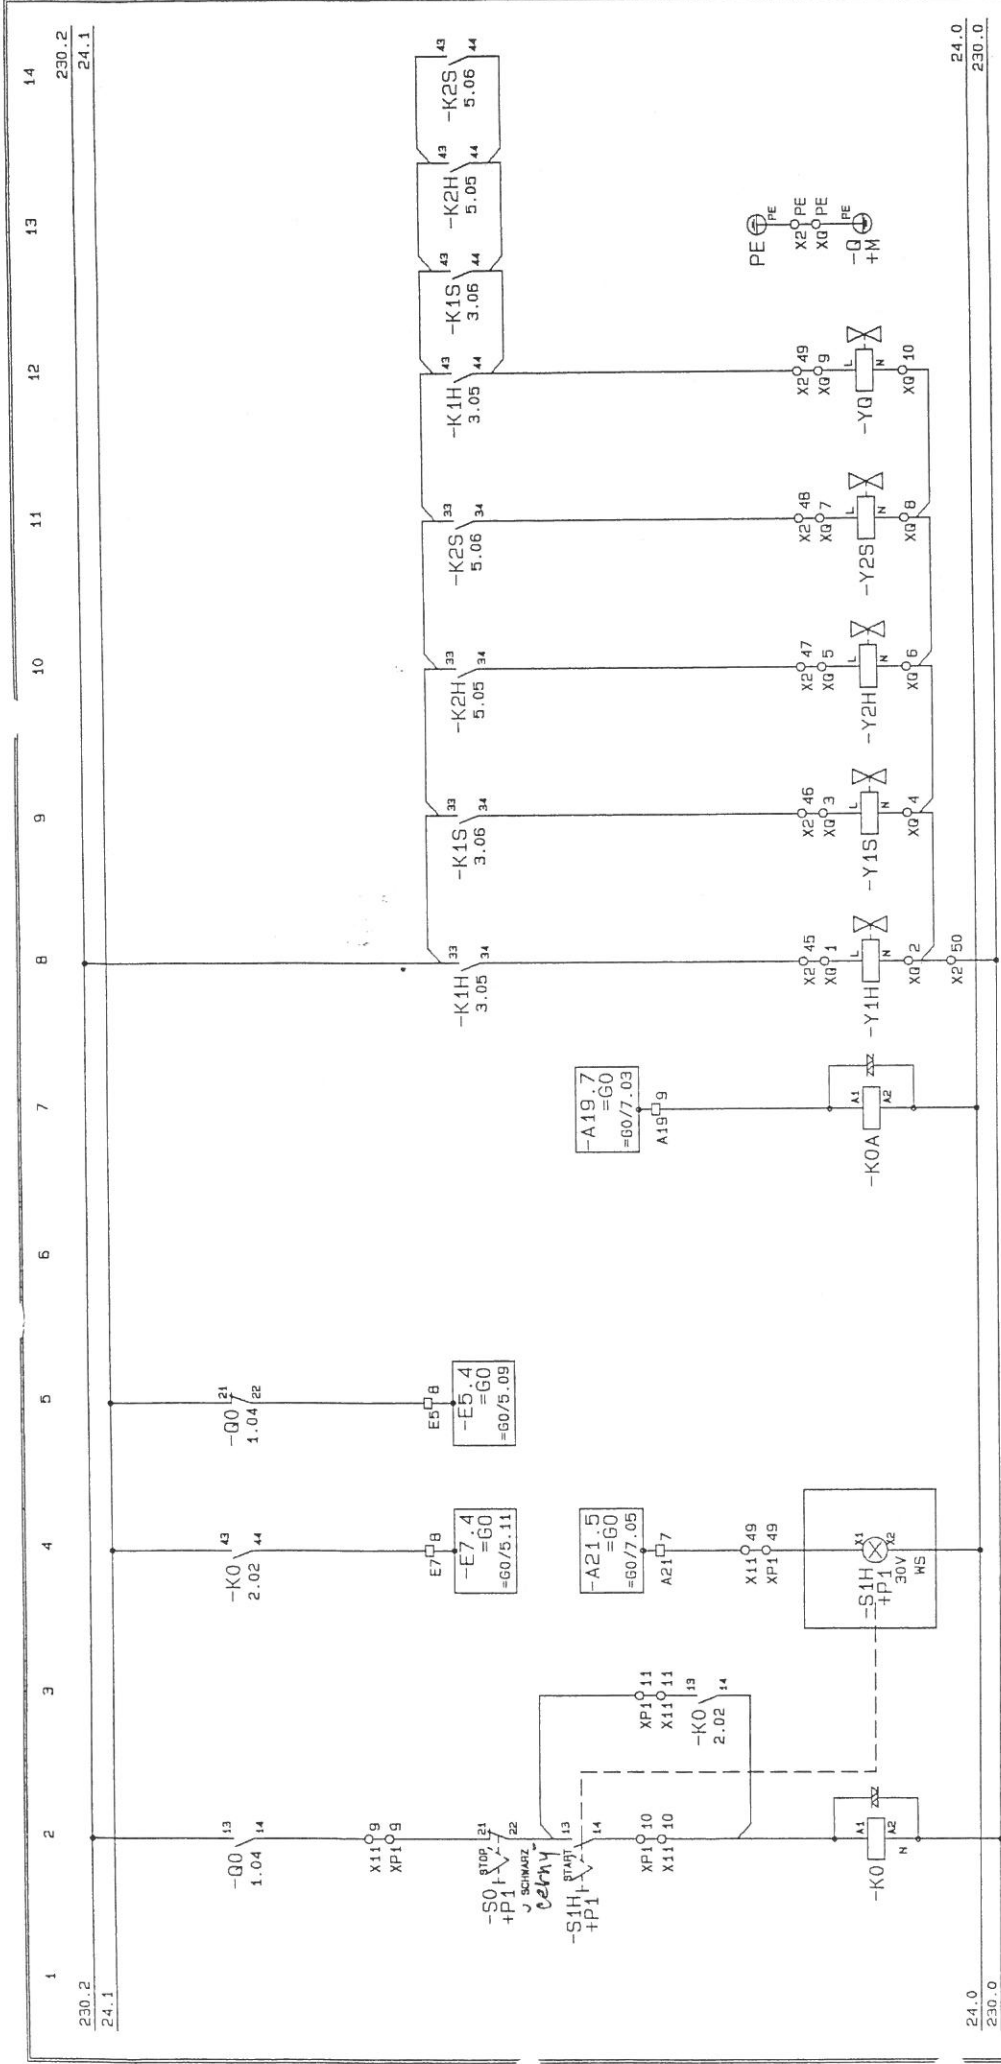 1 2 3 4 5 6 7 8 9 10 11 12 13 14
230.2
24.1
230.2
24.1
-Q0
1.04
13
14
X11 9
XP1 9
STOP
-S0
+P1
21
22
SCHWARZ
černý
START
-S1H
+P1
13
14
XP1 10
X11 10
-K0
A1
A2
N
XP1 11
X11 11
-K0
2.02
13
14
-K0
2.02
43
44
E7 8
-E7.4
=G0
=G0/5.11
-A21.5
=G0
=G0/7.05
A21 7
X11 49
XP1 49
-S1H
+P1
30V
WS
X1
X2
-Q0
1.04
21
22
E5 8
-E5.4
=G0
=G0/5.09
-A19.7
=G0
=G0/7.03
A19 9
-K0A
A1
A2
-K1H
3.05
33
34
X2 45
XQ 1
-Y1H
L
N
XQ 2
X2 50
-K1S
3.06
33
34
X2 46
XQ 3
-Y1S
L
N
XQ 4
-K2H
5.05
33
34
X2 47
XQ 5
-Y2H
L
N
XQ 6
-K2S
5.06
33
34
X2 48
XQ 7
-Y2S
L
N
XQ 8
-K1H
3.05
43
44
X2 49
XQ 9
-YQ
L
N
XQ 10
-K1S
3.06
43
44
-K2H
5.05
43
44
-K2S
5.06
43
44
PE
PE
X2 PE
XQ PE
PE
-Q
+M
24.0
230.0
24.0
230.0